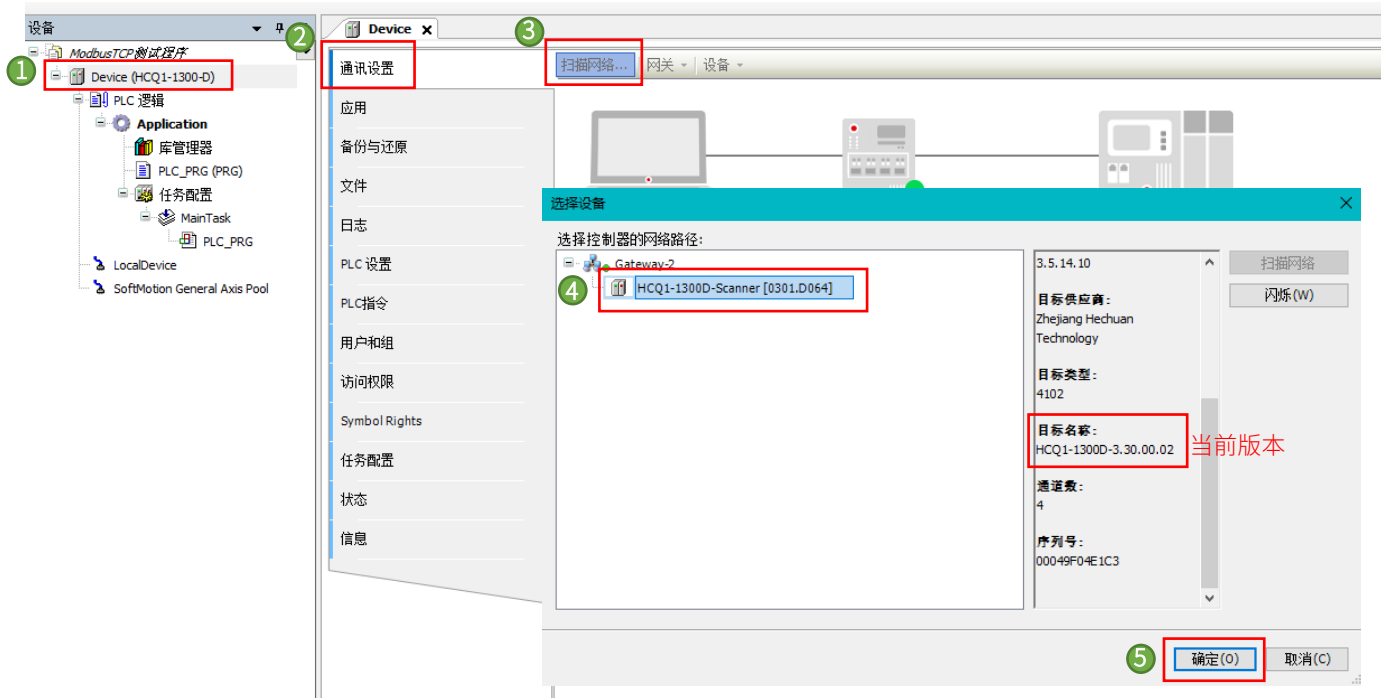 设备
ModbusTCP测试程序
Device (HCQ1-1300-D)
PLC 逻辑
Application
库管理器
PLC_PRG (PRG)
任务配置
MainTask
PLC_PRG
LocalDevice
SoftMotion General Axis Pool
1
2
Device
3
通讯设置
应用
备份与还原
文件
日志
PLC 设置
PLC指令
用户和组
访问权限
Symbol Rights
任务配置
状态
信息
扫描网络... 网关 设备
选择设备
选择控制器的网络路径:
Gateway-2
4
HCQ1-1300D-Scanner [0301.D064]
3.5.14.10
目标供应商:
Zhejiang Hechuan
Technology
目标类型:
4102
目标名称:
HCQ1-1300D-3.30.00.02
当前版本
通道数:
4
序列号:
00049F04E1C3
扫描网络
闪烁(W)
5
确定(O)
取消(C)